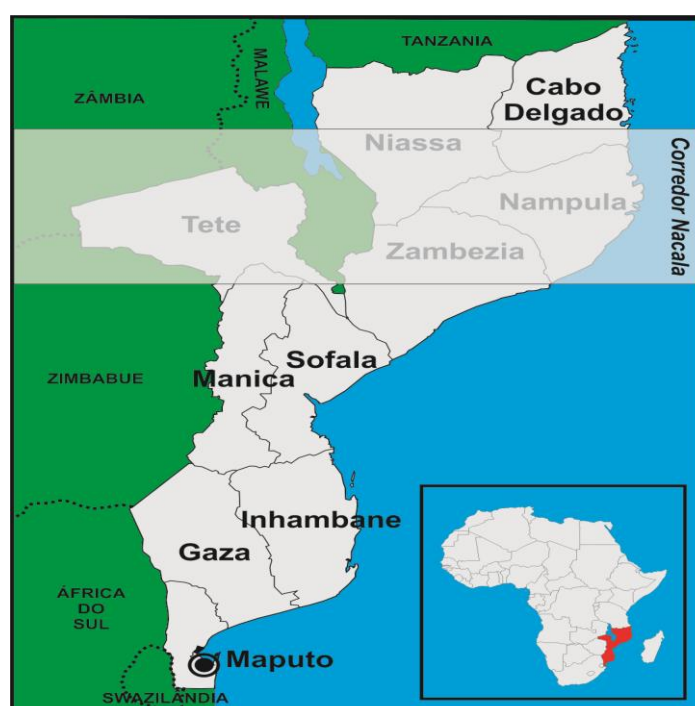 TANZANIA
MALAWE
ZÂMBIA
Cabo
Delgado
Niassa
Corredor Nacala
Nampula
Tete
Zambezia
Sofala
ZIMBABUE
Manica
Inhambane
Gaza
ÁFRICA
DO
SUL
Maputo
SWAZILÂNDIA